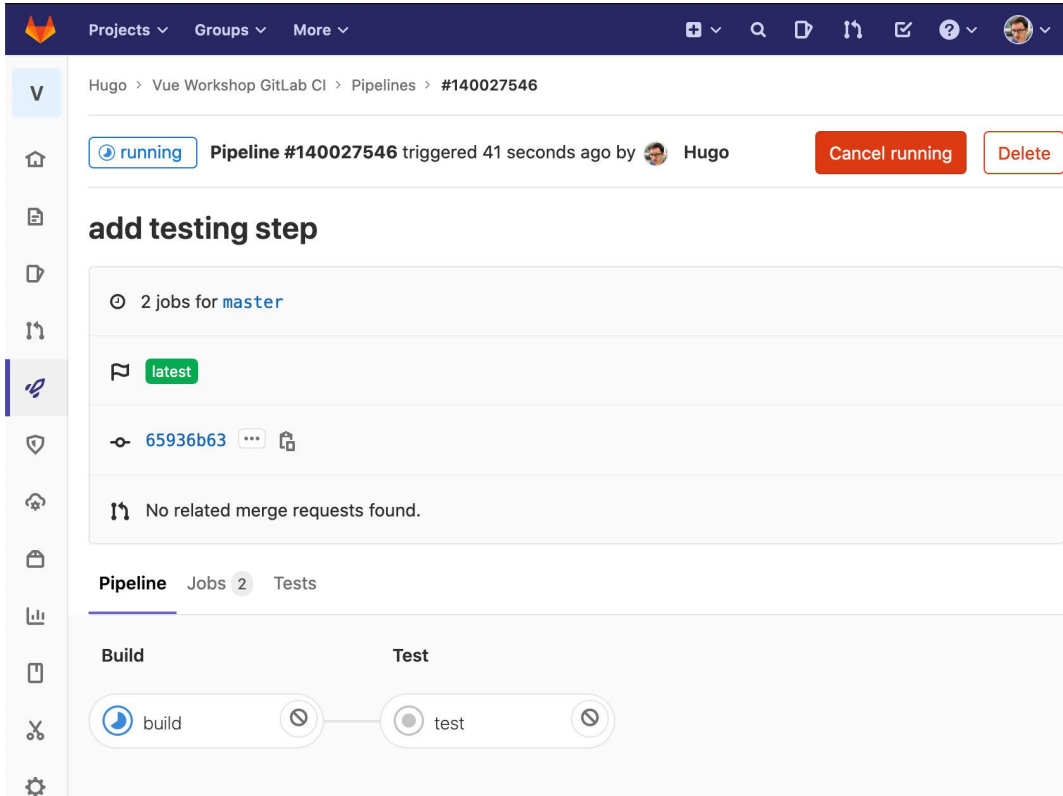 Projects Groups More
V
Hugo > Vue Workshop GitLab CI > Pipelines > #140027546
running Pipeline #140027546 triggered 41 seconds ago by Hugo Cancel running Delete
add testing step
2 jobs for master
latest
65936b63 ...
No related merge requests found.
Pipeline Jobs 2 Tests
Build Test
build test